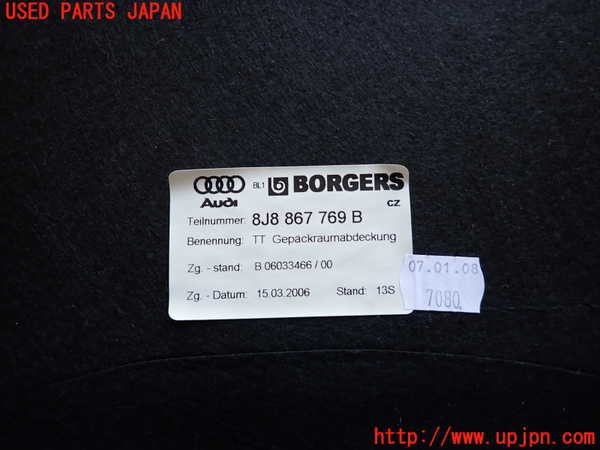 USED PARTS JAPAN
Audi
BL1 BORGERS
CZ
Teilnummer: 8J8 867 769 B
Benennung: TT Gepäckraumabdeckung
Zg. - stand: B 06033466 / 00
Zg. - Datum: 15.03.2006 Stand: 13S
07.01.08
7080
http://www.upjpn.com/